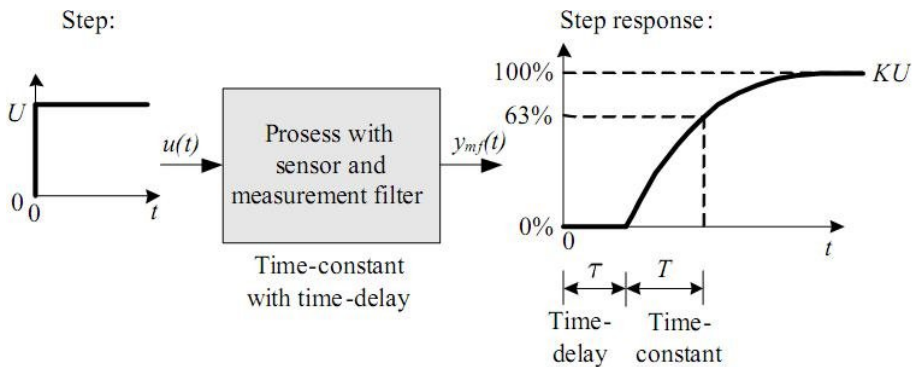 Step:
U
0
0
t
u(t)
Prosess with
sensor and
measurement filter
Time-constant
with time-delay
ymf(t)
Step response:
100%
KU
63%
0%
0
t
τ
T
Time-
delay
Time-
constant